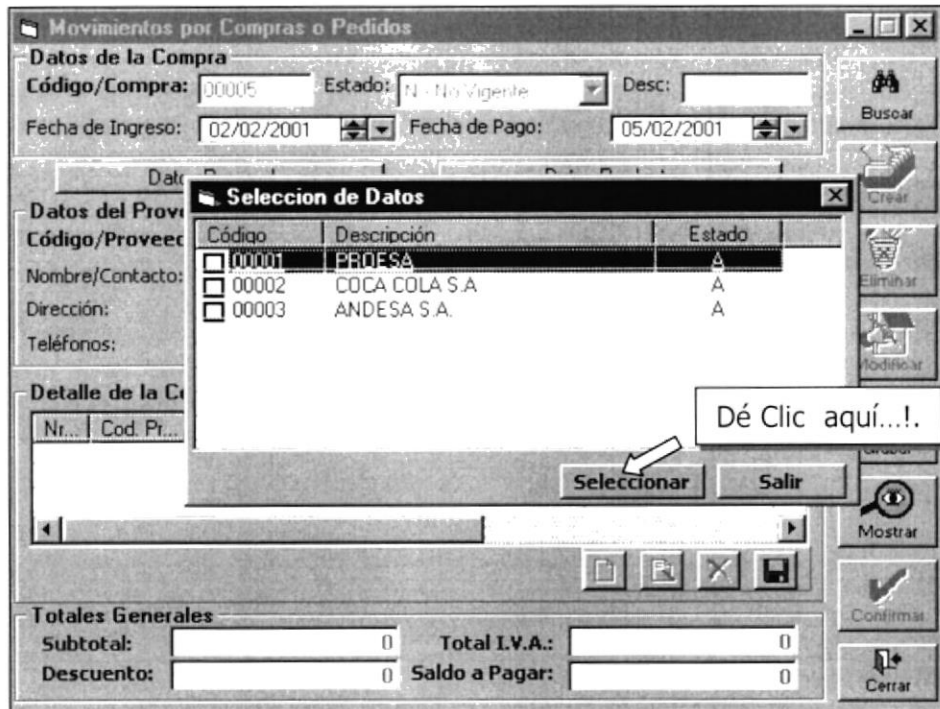 Movimientos por Compras o Pedidos
Datos de la Compra
Código/Compra: 00005 Estado: N - No Vigente Desc:
Fecha de Ingreso: 02/02/2001 Fecha de Pago: 05/02/2001
Buscar
Crear
Eliminar
Modificar
Mostrar
Confirmar
Cerrar
Datos del Prove
Código/Proveed
Nombre/Contacto:
Dirección:
Teléfonos:
Seleccion de Datos
Código Descripción Estado
00001 PROESA A
00002 COCA COLA S.A A
00003 ANDESA S.A. A
Dé Clic aquí...!.
Seleccionar Salir
Detalle de la Co
Nr... Cod. Pr...
Totales Generales
Subtotal: 0 Total I.V.A.: 0
Descuento: 0 Saldo a Pagar: 0